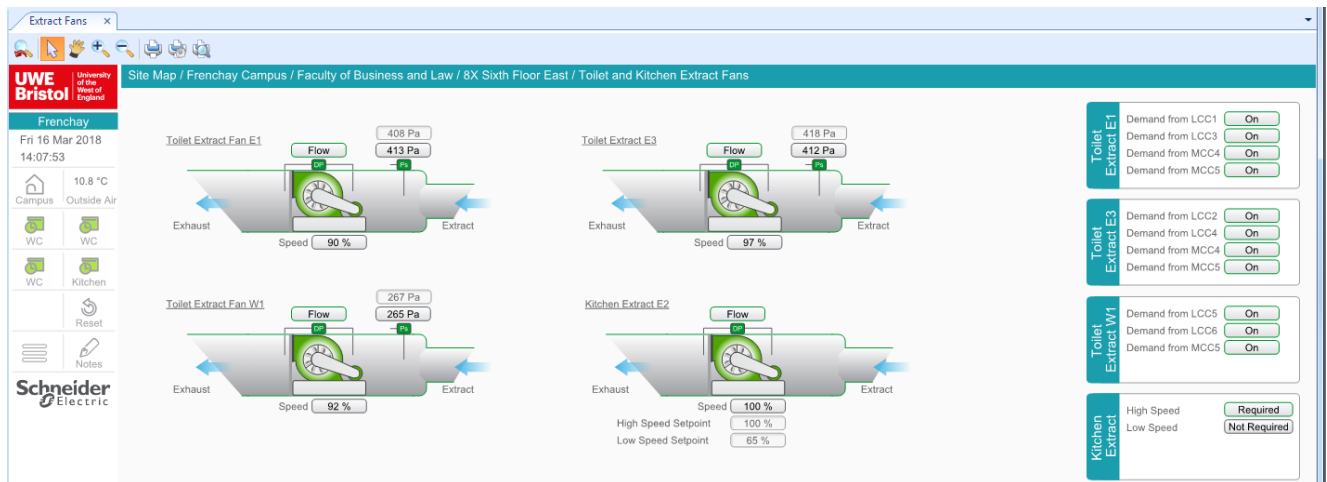 Extract Fans
UWE Bristol
University of the West of England
Site Map / Frenchay Campus / Faculty of Business and Law / 8X Sixth Floor East / Toilet and Kitchen Extract Fans
Frenchay
Fri 16 Mar 2018
14:07:53
Campus
10.8 °C
Outside Air
WC
WC
WC
Kitchen
Reset
Notes
Schneider Electric
Toilet Extract Fan E1
408 Pa
413 Pa
Flow
DP
Ps
Exhaust
Extract
Speed 90 %
Toilet Extract E3
418 Pa
412 Pa
Flow
DP
Ps
Exhaust
Extract
Speed 97 %
Toilet Extract Fan W1
267 Pa
265 Pa
Flow
DP
Ps
Exhaust
Extract
Speed 92 %
Kitchen Extract E2
Flow
DP
Exhaust
Extract
Speed 100 %
High Speed Setpoint 100 %
Low Speed Setpoint 65 %
Toilet Extract E1
Demand from LCC1 On
Demand from LCC3 On
Demand from MCC4 On
Demand from MCC5 On
Toilet Extract E3
Demand from LCC2 On
Demand from LCC4 On
Demand from MCC4 On
Demand from MCC5 On
Toilet Extract W1
Demand from LCC5 On
Demand from LCC6 On
Demand from MCC5 On
Kitchen Extract
High Speed Required
Low Speed Not Required